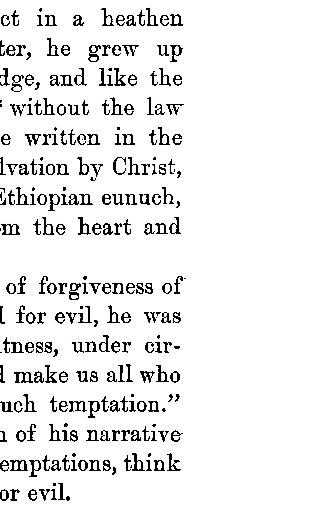 ct in a heathen
ter, he grew up
dge, and like the
without the law
e written in the
lvation by Christ,
Ethiopian eunuch,
m the heart and
of forgiveness of
l for evil, he was
tness, under cir-
d make us all who
uch temptation.”
n of his narrative
emptations, think
or evil.